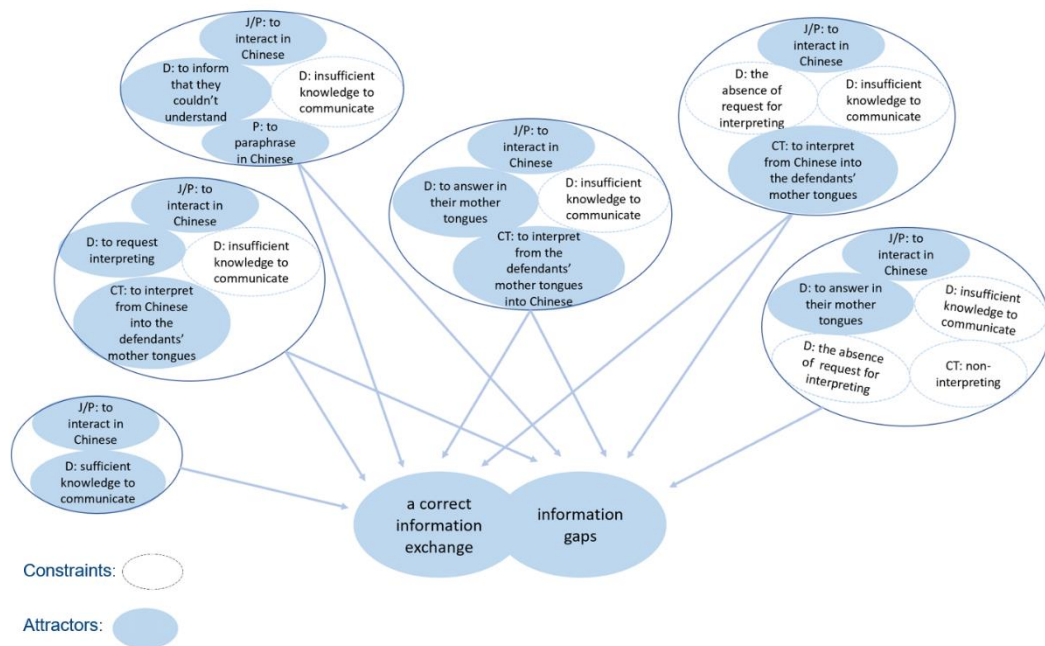 J/P: to
interact in
Chinese
D: to inform
that they
couldn't
understand
D: insufficient
knowledge to
communicate
P: to
paraphrase
in Chinese
J/P: to
interact in
Chinese
D: to request
interpreting
D: insufficient
knowledge to
communicate
CT: to interpret
from Chinese
into the
defendants'
mother tongues
J/P: to
interact in
Chinese
D: sufficient
knowledge to
communicate
J/P: to
interact in
Chinese
D: to answer in
their mother
tongues
D: insufficient
knowledge to
communicate
CT: to interpret
from the
defendants'
mother tongues
into Chinese
J/P: to
interact in
Chinese
D: the
absence of
request for
interpreting
D: insufficient
knowledge to
communicate
CT: to interpret
from Chinese into
the defendants'
mother tongues
J/P: to
interact in
Chinese
D: to answer in
their mother
tongues
D: insufficient
knowledge to
communicate
D: the absence
of request for
interpreting
CT: non-
interpreting
a correct
information
exchange
information
gaps
Constraints:
Attractors: